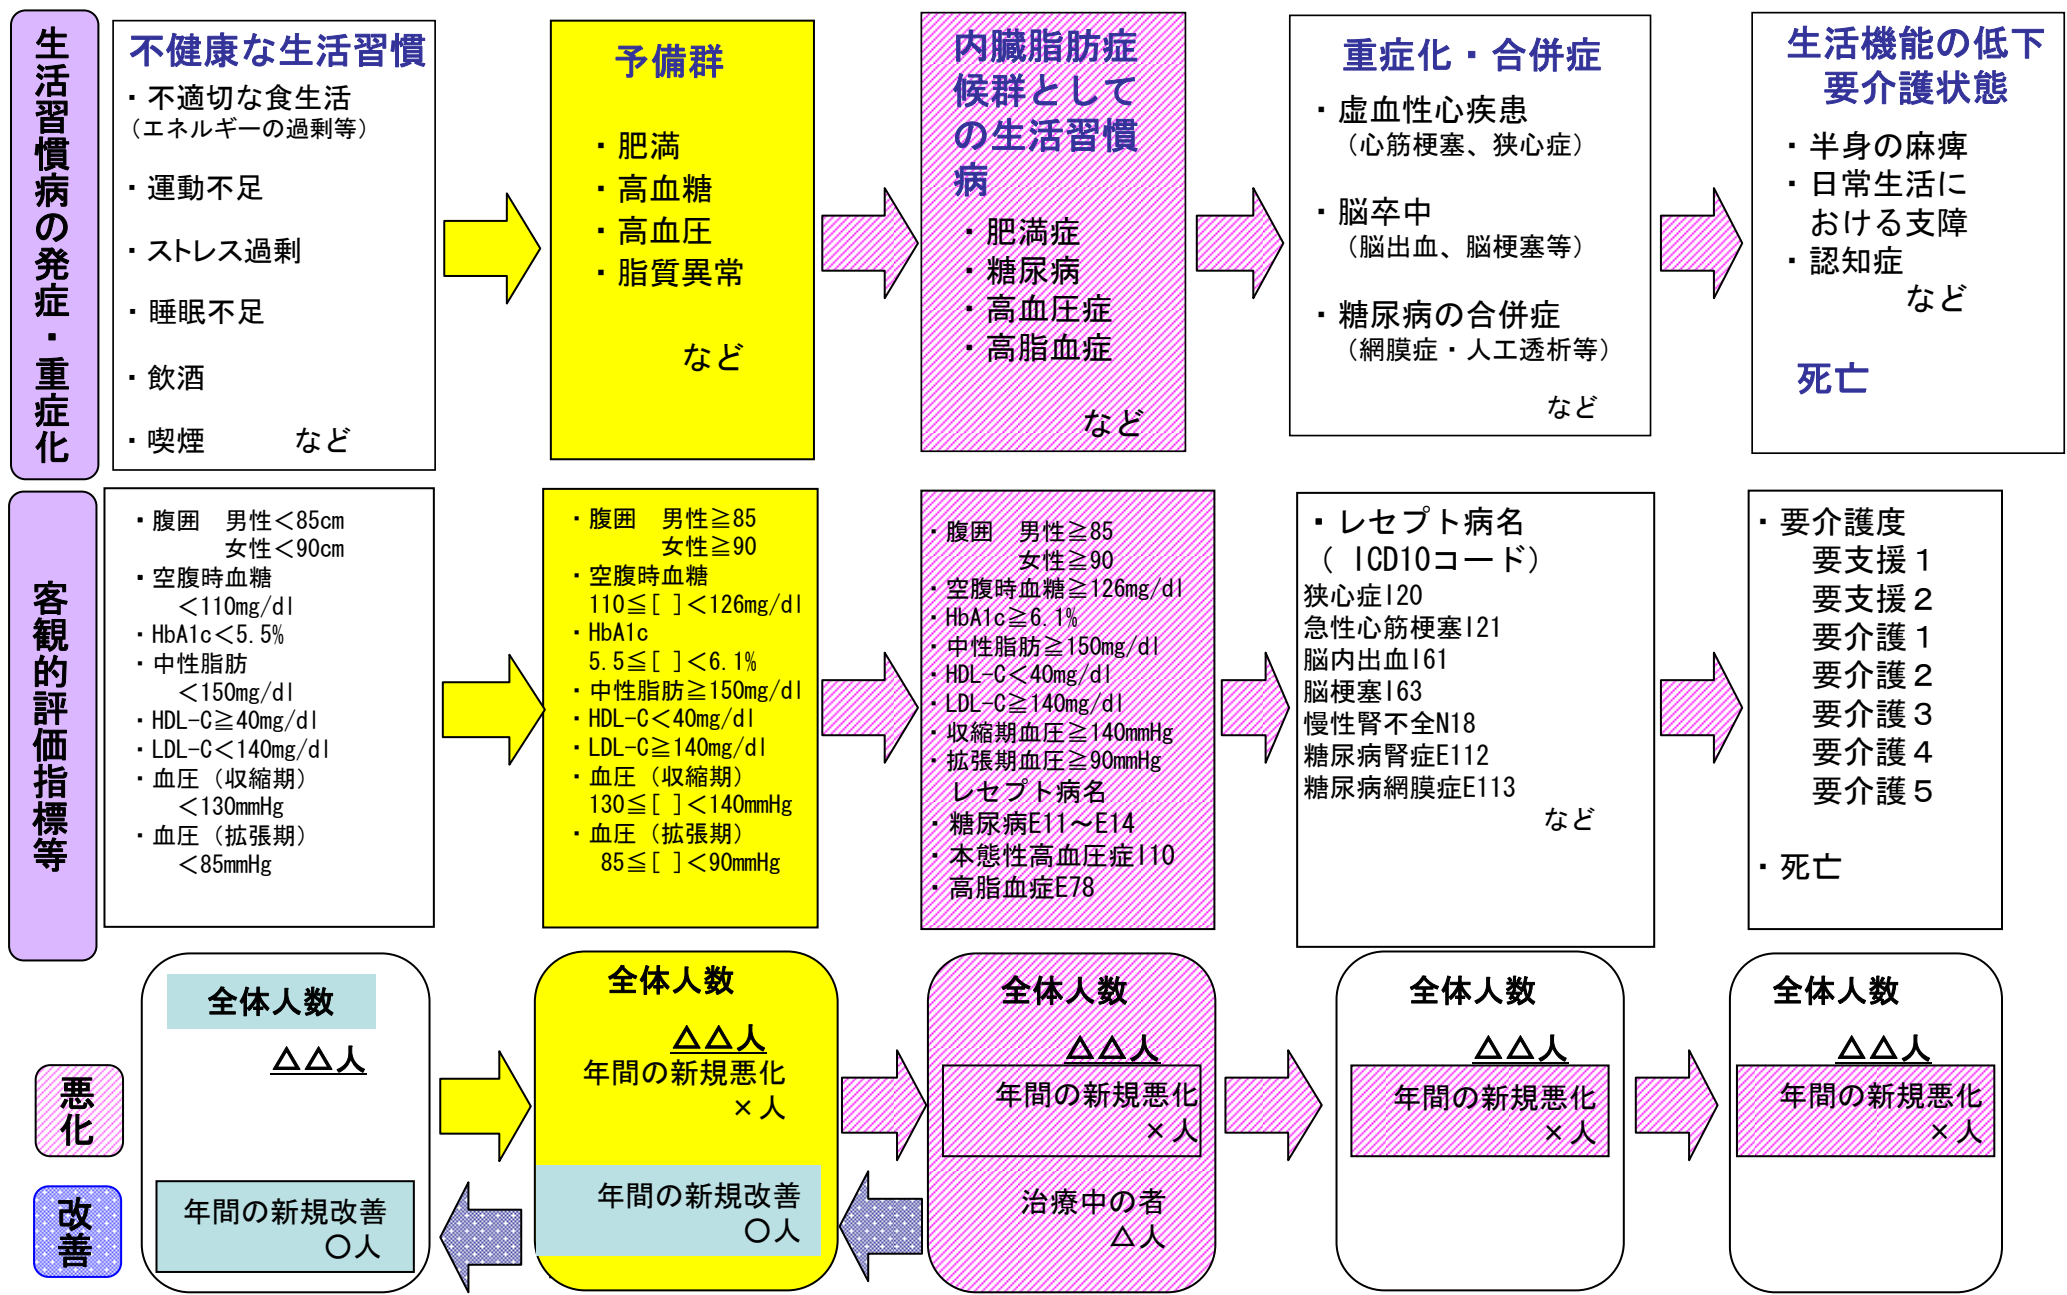 生活習慣病の発症・重症化
不健康な生活習慣
・不適切な食生活
（エネルギーの過剰等）
・運動不足
・ストレス過剰
・睡眠不足
・飲酒
・喫煙　　　など
予備群
・肥満
・高血糖
・高血圧
・脂質異常
など
内臓脂肪症
候群として
の生活習慣
病
・肥満症
・糖尿病
・高血圧症
・高脂血症
など
重症化・合併症
・虚血性心疾患
（心筋梗塞、狭心症）
・脳卒中
（脳出血、脳梗塞等）
・糖尿病の合併症
（網膜症・人工透析等）
など
生活機能の低下
要介護状態
・半身の麻痺
・日常生活に
おける支障
・認知症
など
死亡
客観的評価指標等
・腹囲　男性＜85cm
女性＜90cm
・空腹時血糖
＜110mg/dl
・HbA1c＜5.5%
・中性脂肪
＜150mg/dl
・HDL-C≧40mg/dl
・LDL-C＜140mg/dl
・血圧（収縮期）
＜130mmHg
・血圧（拡張期）
＜85mmHg
・腹囲　男性≧85
女性≧90
・空腹時血糖
110≦[ ]＜126mg/dl
・HbA1c
5.5≦[ ]＜6.1%
・中性脂肪≧150mg/dl
・HDL-C＜40mg/dl
・LDL-C≧140mg/dl
・血圧（収縮期）
130≦[ ]＜140mmHg
・血圧（拡張期）
85≦[ ]＜90mmHg
・腹囲　男性≧85
女性≧90
・空腹時血糖≧126mg/dl
・HbA1c≧6.1%
・中性脂肪≧150mg/dl
・HDL-C＜40mg/dl
・LDL-C≧140mg/dl
・収縮期血圧≧140mmHg
・拡張期血圧≧90mmHg
レセプト病名
・糖尿病E11～E14
・本態性高血圧症I10
・高脂血症E78
・レセプト病名
（ ICD10コード）
狭心症I20
急性心筋梗塞I21
脳内出血I61
脳梗塞I63
慢性腎不全N18
糖尿病腎症E112
糖尿病網膜症E113
など
・要介護度
要支援１
要支援２
要介護１
要介護２
要介護３
要介護４
要介護５
・死亡
悪化
改善
全体人数
△△人
年間の新規改善
○人
全体人数
△△人
年間の新規悪化
×人
年間の新規改善
○人
全体人数
△△人
年間の新規悪化
×人
治療中の者
△人
全体人数
△△人
年間の新規悪化
×人
全体人数
△△人
年間の新規悪化
×人